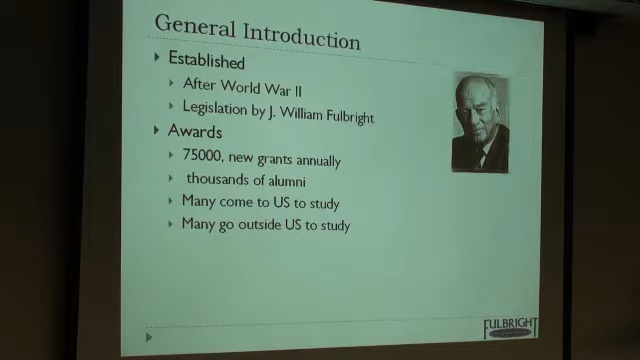 General Introduction
Established
After World War II
Legislation by J. William Fulbright
Awards
75000, new grants annually
thousands of alumni
Many come to US to study
Many go outside US to study
FULBRIGHT